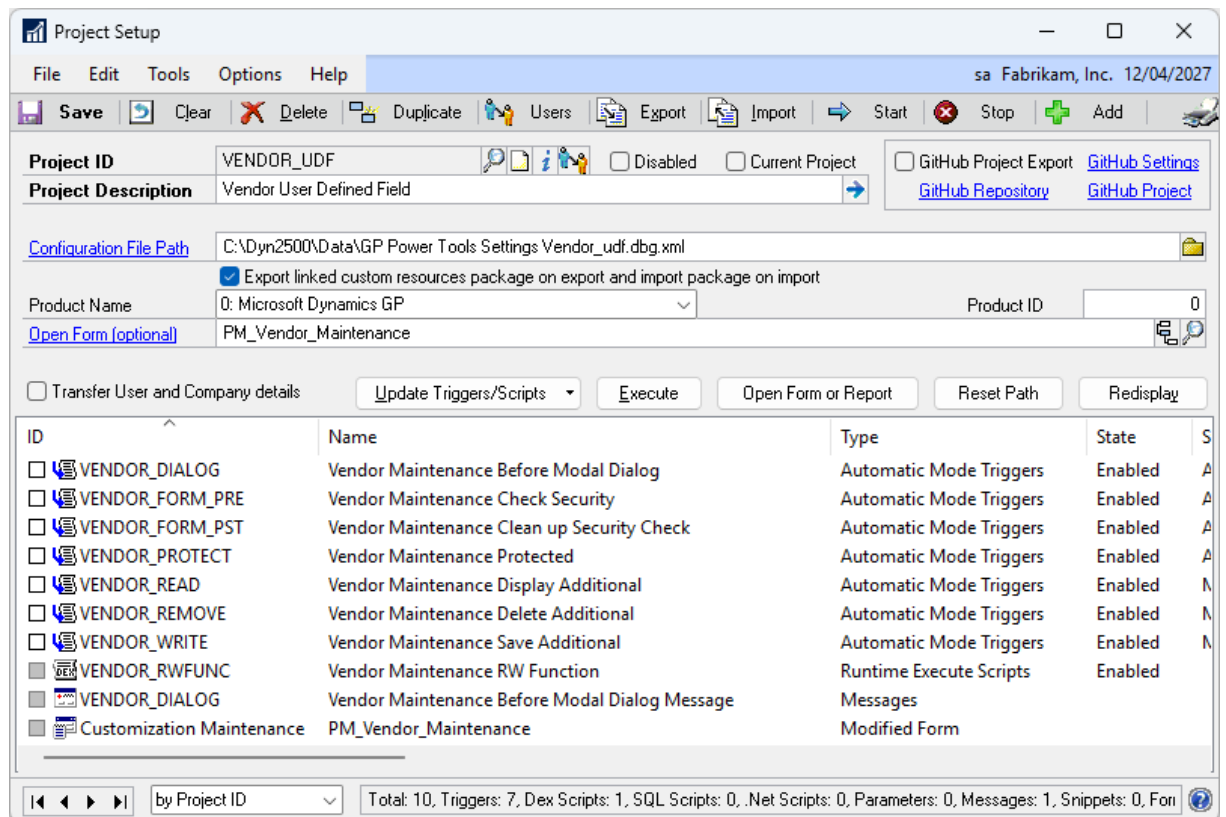 Project Setup
File Edit Tools Options Help sa Fabrikam, Inc. 12/04/2027
Save Clear Delete Duplicate Users Export Import Start Stop Add
Project ID VENDOR_UDF i Disabled Current Project GitHub Project Export GitHub Settings
Project Description Vendor User Defined Field GitHub Repository GitHub Project
Configuration File Path C:\Dyn2500\Data\GP Power Tools Settings Vendor_udf.dbg.xml
Export linked custom resources package on export and import package on import
Product Name 0: Microsoft Dynamics GP Product ID 0
Open Form (optional) PM_Vendor_Maintenance
Transfer User and Company details Update Triggers/Scripts Execute Open Form or Report Reset Path Redisplay
ID Name Type State S
VENDOR_DIALOG Vendor Maintenance Before Modal Dialog Automatic Mode Triggers Enabled A
VENDOR_FORM_PRE Vendor Maintenance Check Security Automatic Mode Triggers Enabled A
VENDOR_FORM_PST Vendor Maintenance Clean up Security Check Automatic Mode Triggers Enabled A
VENDOR_PROTECT Vendor Maintenance Protected Automatic Mode Triggers Enabled A
VENDOR_READ Vendor Maintenance Display Additional Automatic Mode Triggers Enabled N
VENDOR_REMOVE Vendor Maintenance Delete Additional Automatic Mode Triggers Enabled N
VENDOR_WRITE Vendor Maintenance Save Additional Automatic Mode Triggers Enabled N
DEX VENDOR_RWFUNC Vendor Maintenance RW Function Runtime Execute Scripts Enabled
VENDOR_DIALOG Vendor Maintenance Before Modal Dialog Message Messages
Customization Maintenance PM_Vendor_Maintenance Modified Form
by Project ID Total: 10, Triggers: 7, Dex Scripts: 1, SQL Scripts: 0, .Net Scripts: 0, Parameters: 0, Messages: 1, Snippets: 0, For